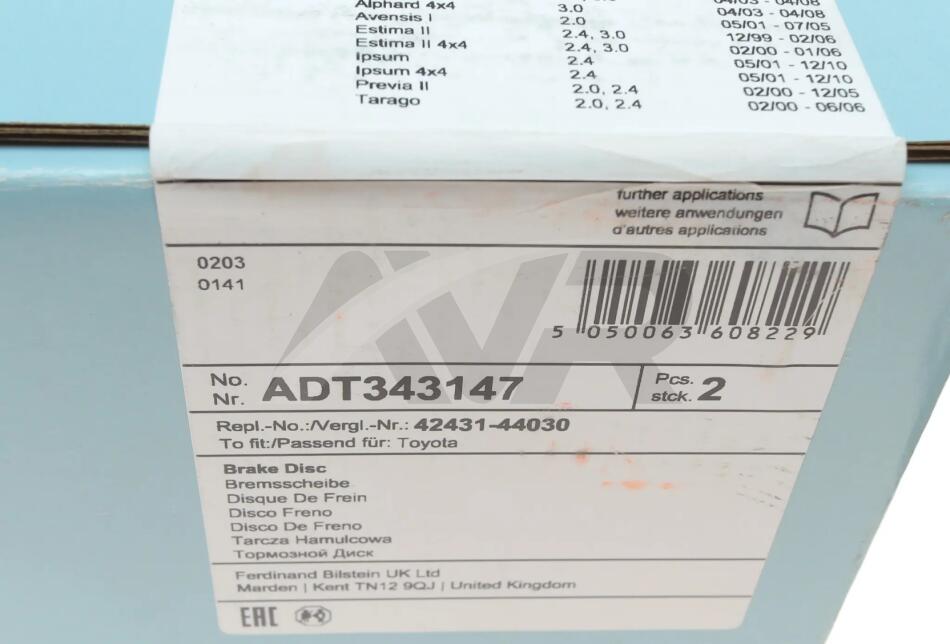 Alphard 4x4 3.0 04/03 - 04/08
Avensis I 2.0 04/03 - 04/08
Estima II 2.4, 3.0 05/01 - 07/05
Estima II 4x4 2.4, 3.0 12/99 - 02/06
Ipsum 2.4 02/00 - 01/06
Ipsum 4x4 2.4 05/01 - 12/10
Previa II 2.0, 2.4 05/01 - 12/10
Tarago 2.0, 2.4 02/00 - 12/05
02/00 - 06/06
further applications
weitere anwendungen
d'autres applications
0203
0141
5 050063 608229
AVR
No. Nr. ADT343147
Pcs. stck. 2
Repl.-No.:/Vergl.-Nr.: 42431-44030
To fit:/Passend für: Toyota
Brake Disc
Bremsscheibe
Disque De Frein
Disco Freno
Disco De Freno
Tarcza Hamulcowa
Тормозной Диск
Ferdinand Bilstein UK Ltd
Marden | Kent TN12 9QJ | United Kingdom
EAC